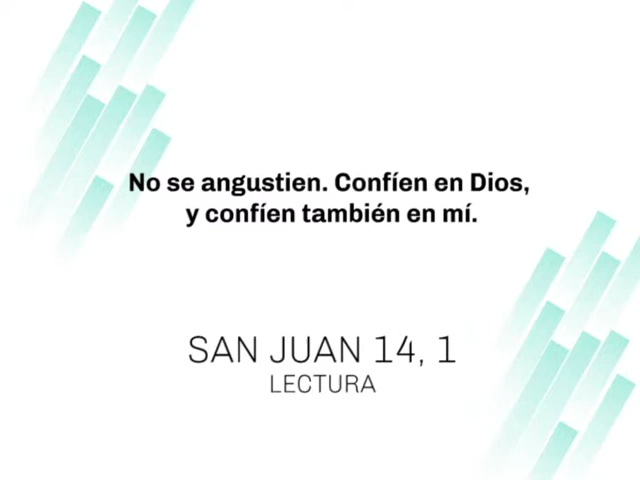 No se angustien. Confíen en Dios,
y confíen también en mí.
SAN JUAN 14, 1
LECTURA